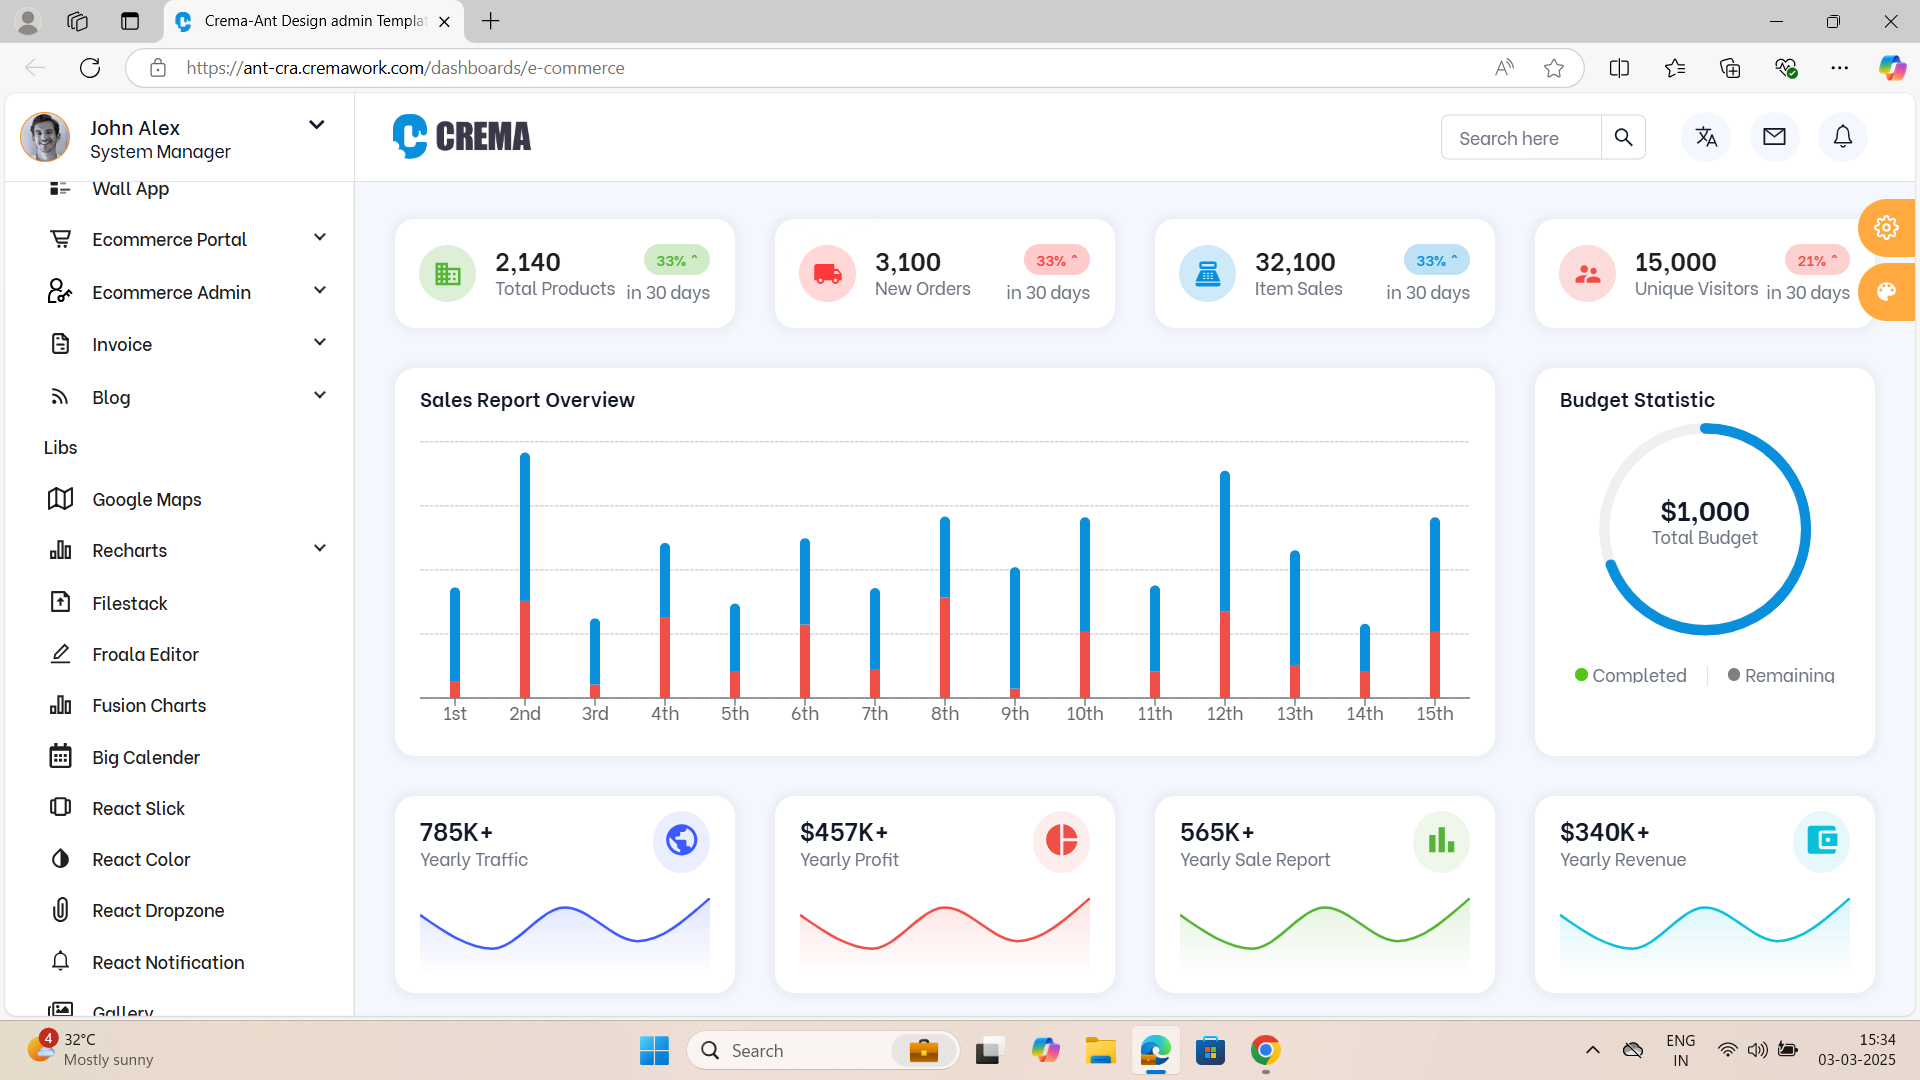 Crema-Ant Design admin Templat
https://ant-cra.cremawork.com/dashboards/e-commerce
John Alex
System Manager
CREMA
Search here
Wall App
Ecommerce Portal
Ecommerce Admin
Invoice
Blog
Libs
Google Maps
Recharts
Filestack
Froala Editor
Fusion Charts
Big Calender
React Slick
React Color
React Dropzone
React Notification
Gallery
2,140
Total Products
33%
in 30 days
3,100
New Orders
33%
in 30 days
32,100
Item Sales
33%
in 30 days
15,000
Unique Visitors
21%
in 30 days
Sales Report Overview
1st 2nd 3rd 4th 5th 6th 7th 8th 9th 10th 11th 12th 13th 14th 15th
Budget Statistic
$1,000
Total Budget
Completed
Remaining
785K+
Yearly Traffic
$457K+
Yearly Profit
565K+
Yearly Sale Report
$340K+
Yearly Revenue
4
32°C
Mostly sunny
Search
ENG
IN
15:34
03-03-2025